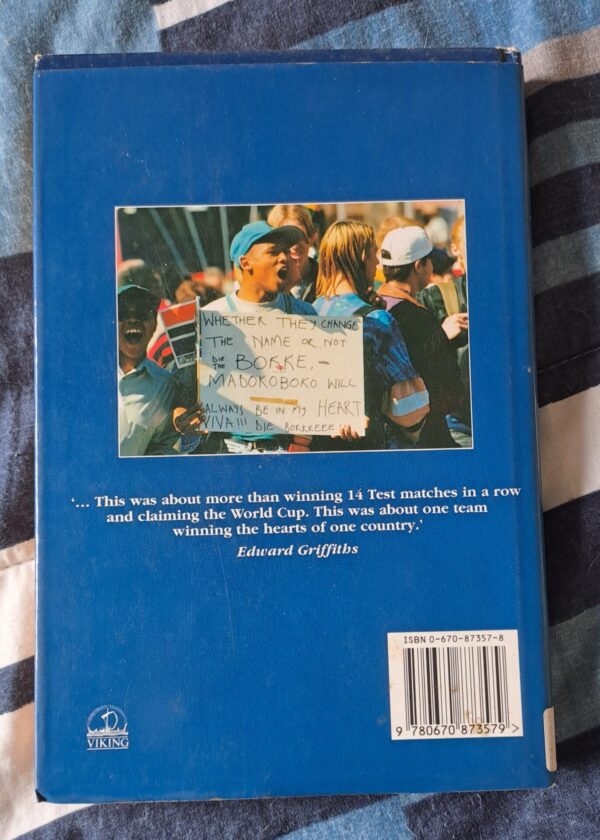 WHETHER THEY CHANGE
THE NAME OR NOT
DIE THE BOKKE. -
MABOKOBOKO WILL
ALWAYS BE IN MY HEART
VIVA!!! DIE BOKKKEEE!!
'... This was about more than winning 14 Test matches in a row
and claiming the World Cup. This was about one team
winning the hearts of one country.'
Edward Griffiths
ISBN 0-670-87357-8
9 780670 873579 >
VIKING